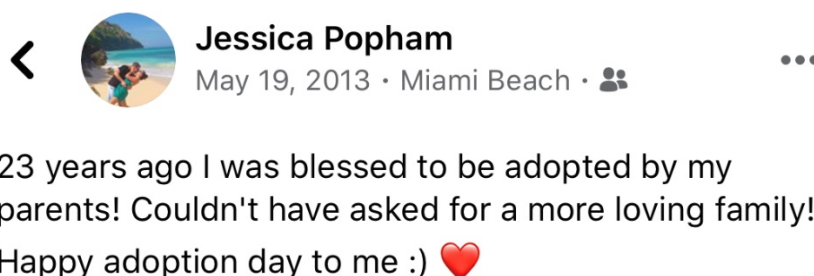 Jessica Popham
May 19, 2013 · Miami Beach ·
23 years ago I was blessed to be adopted by my
parents! Couldn't have asked for a more loving family!
Happy adoption day to me :) ❤️